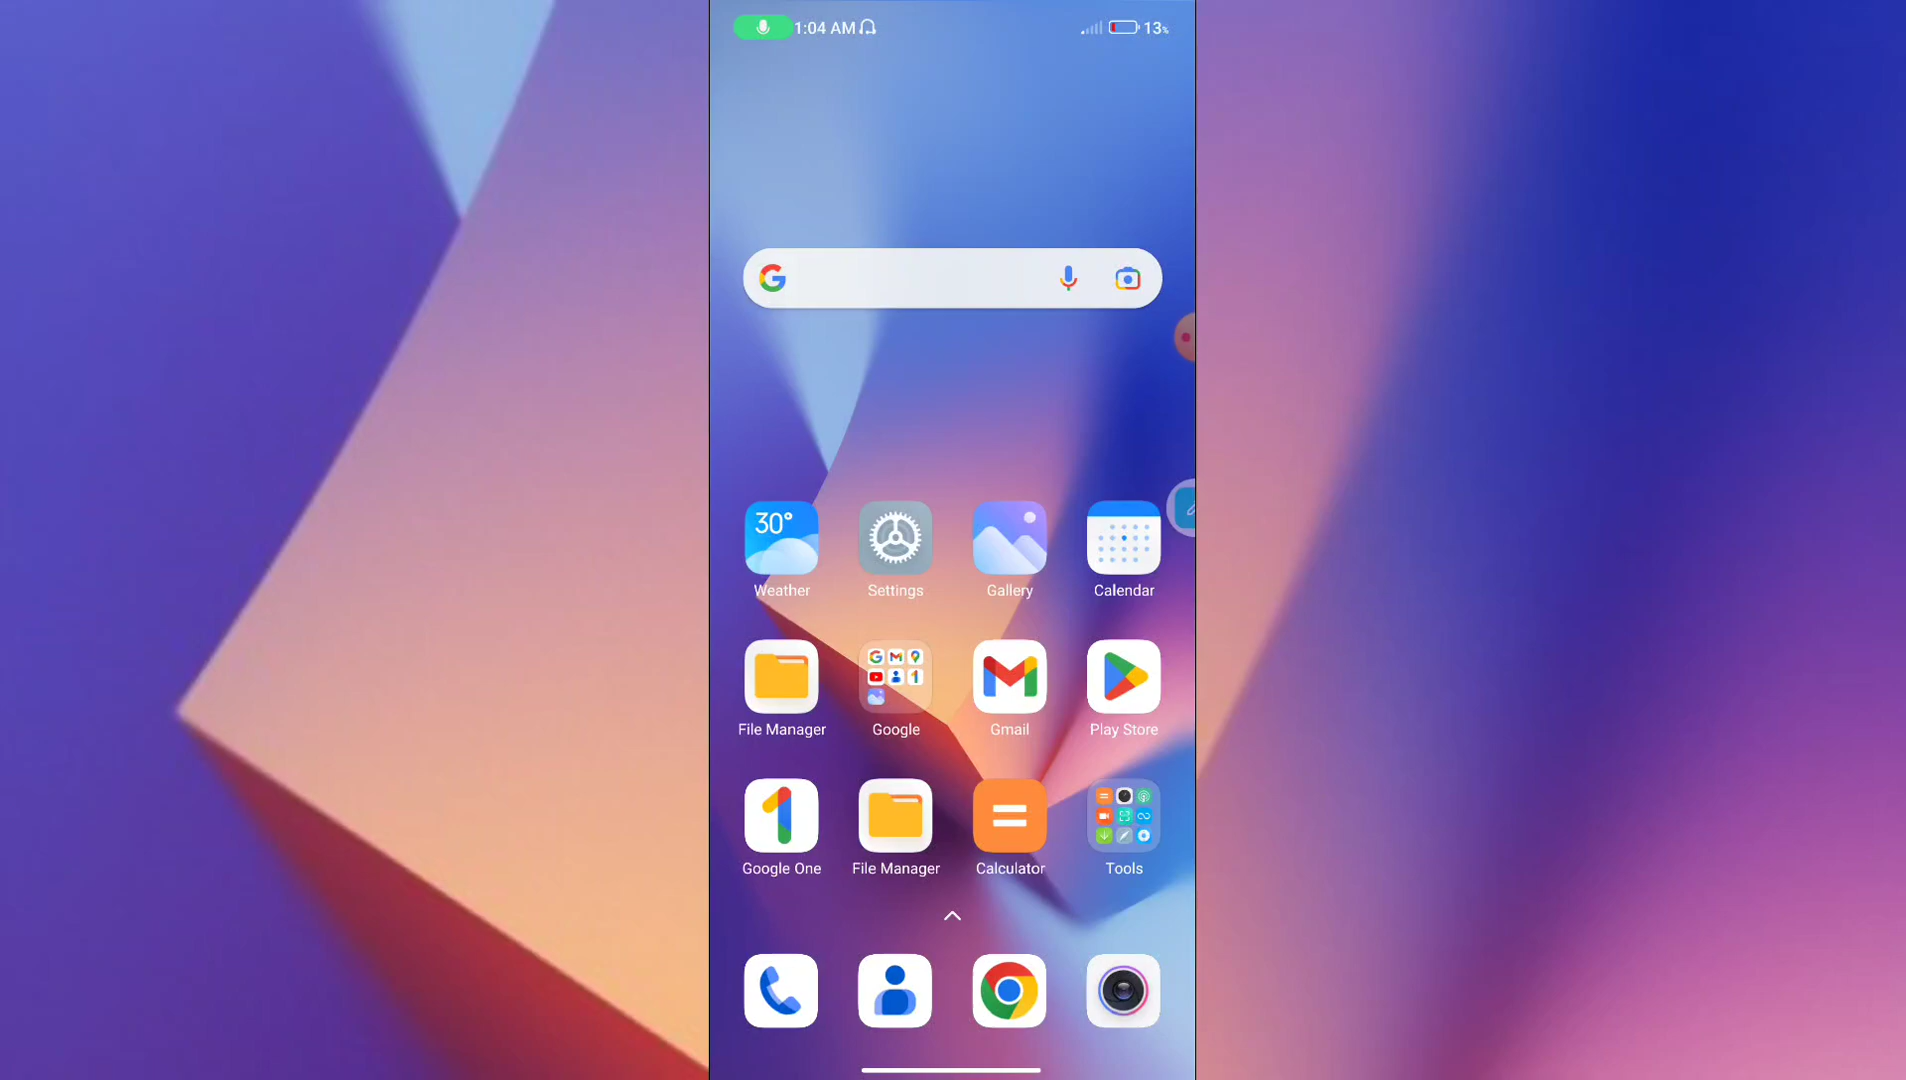 1:04 AM 13%
30°
Weather Settings Gallery Calendar
File Manager Google Gmail Play Store
Google One File Manager Calculator Tools